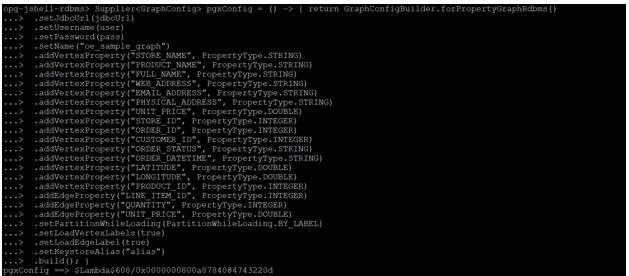 opg-jshell-rdbms> Supplier<GraphConfig> pgxConfig = () -> { return GraphConfigBuilder.forPropertyGraphRdbms()
...>  .setJdbcUrl(jdbcUrl)
...>  .setUsername(user)
...>  .setPassword(pass)
...>  .setName("oe_sample_graph")
...>  .addVertexProperty("STORE_NAME", PropertyType.STRING)
...>  .addVertexProperty("PRODUCT_NAME", PropertyType.STRING)
...>  .addVertexProperty("FULL_NAME", PropertyType.STRING)
...>  .addVertexProperty("WEB_ADDRESS", PropertyType.STRING)
...>  .addVertexProperty("EMAIL_ADDRESS", PropertyType.STRING)
...>  .addVertexProperty("PHYSICAL_ADDRESS", PropertyType.STRING)
...>  .addVertexProperty("UNIT_PRICE", PropertyType.DOUBLE)
...>  .addVertexProperty("STORE_ID", PropertyType.INTEGER)
...>  .addVertexProperty("ORDER_ID", PropertyType.INTEGER)
...>  .addVertexProperty("CUSTOMER_ID", PropertyType.INTEGER)
...>  .addVertexProperty("ORDER_STATUS", PropertyType.STRING)
...>  .addVertexProperty("ORDER_DATETIME", PropertyType.STRING)
...>  .addVertexProperty("LATITUDE", PropertyType.DOUBLE)
...>  .addVertexProperty("LONGITUDE", PropertyType.DOUBLE)
...>  .addVertexProperty("PRODUCT_ID", PropertyType.INTEGER)
...>  .addEdgeProperty("LINE_ITEM_ID", PropertyType.INTEGER)
...>  .addEdgeProperty("QUANTITY", PropertyType.INTEGER)
...>  .addEdgeProperty("UNIT_PRICE", PropertyType.DOUBLE)
...>  .setPartitionWhileLoading(PartitionWhileLoading.BY_LABEL)
...>  .setLoadVertexLabels(true)
...>  .setLoadEdgeLabel(true)
...>  .setKeystoreAlias("alias")
...>  .build(); }
pgxConfig ==> $Lambda$608/0x0000000800a87840@4743220d